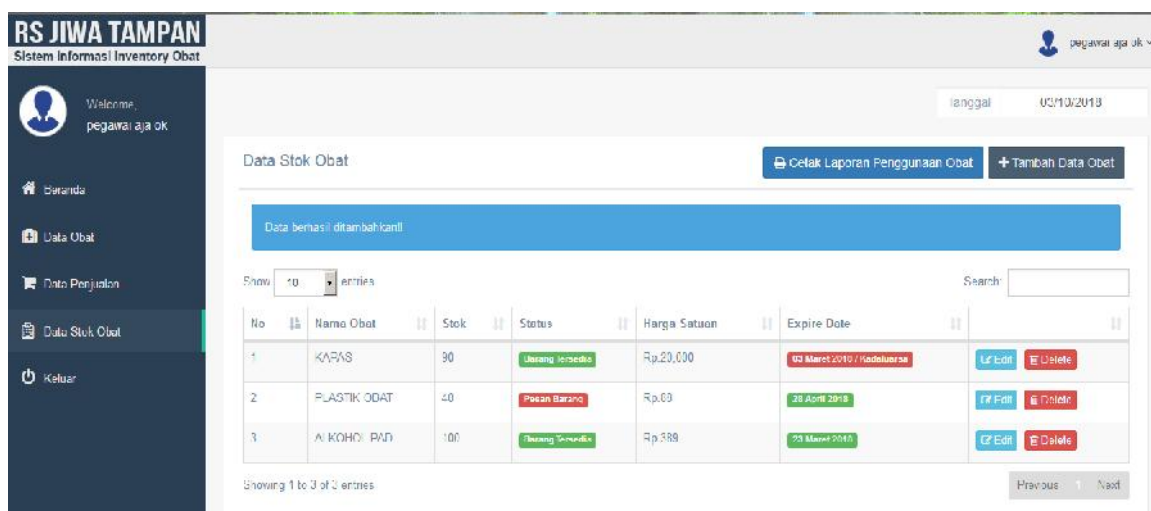 RS JIWA TAMPAN
Sistem Informasi Inventory Obat
pegawai aja ok
Welcome,
pegawai aja ok
Tanggal 03/10/2018
Data Stok Obat
Cetak Laporan Penggunaan Obat
+ Tambah Data Obat
Beranda
Data Obat
Data Penjualan
Data Stok Obat
Keluar
Data berhasil ditambahkan!!
Show 10 entries
Search:
No Nama Obat Stok Status Harga Satuan Expire Date
1 KAPAS 90 Barang Tersedia Rp.20,000 03 Maret 2018 / Kadaluarsa Edit Delete
2 PLASTIK OBAT 40 Pesan Barang 28 April 2018 Edit Delete
3 ALKOHOL PAD 100 Barang Tersedia Rp.389 23 Maret 2018 Edit Delete
Showing 1 to 3 of 3 entries
Previous 1 Next